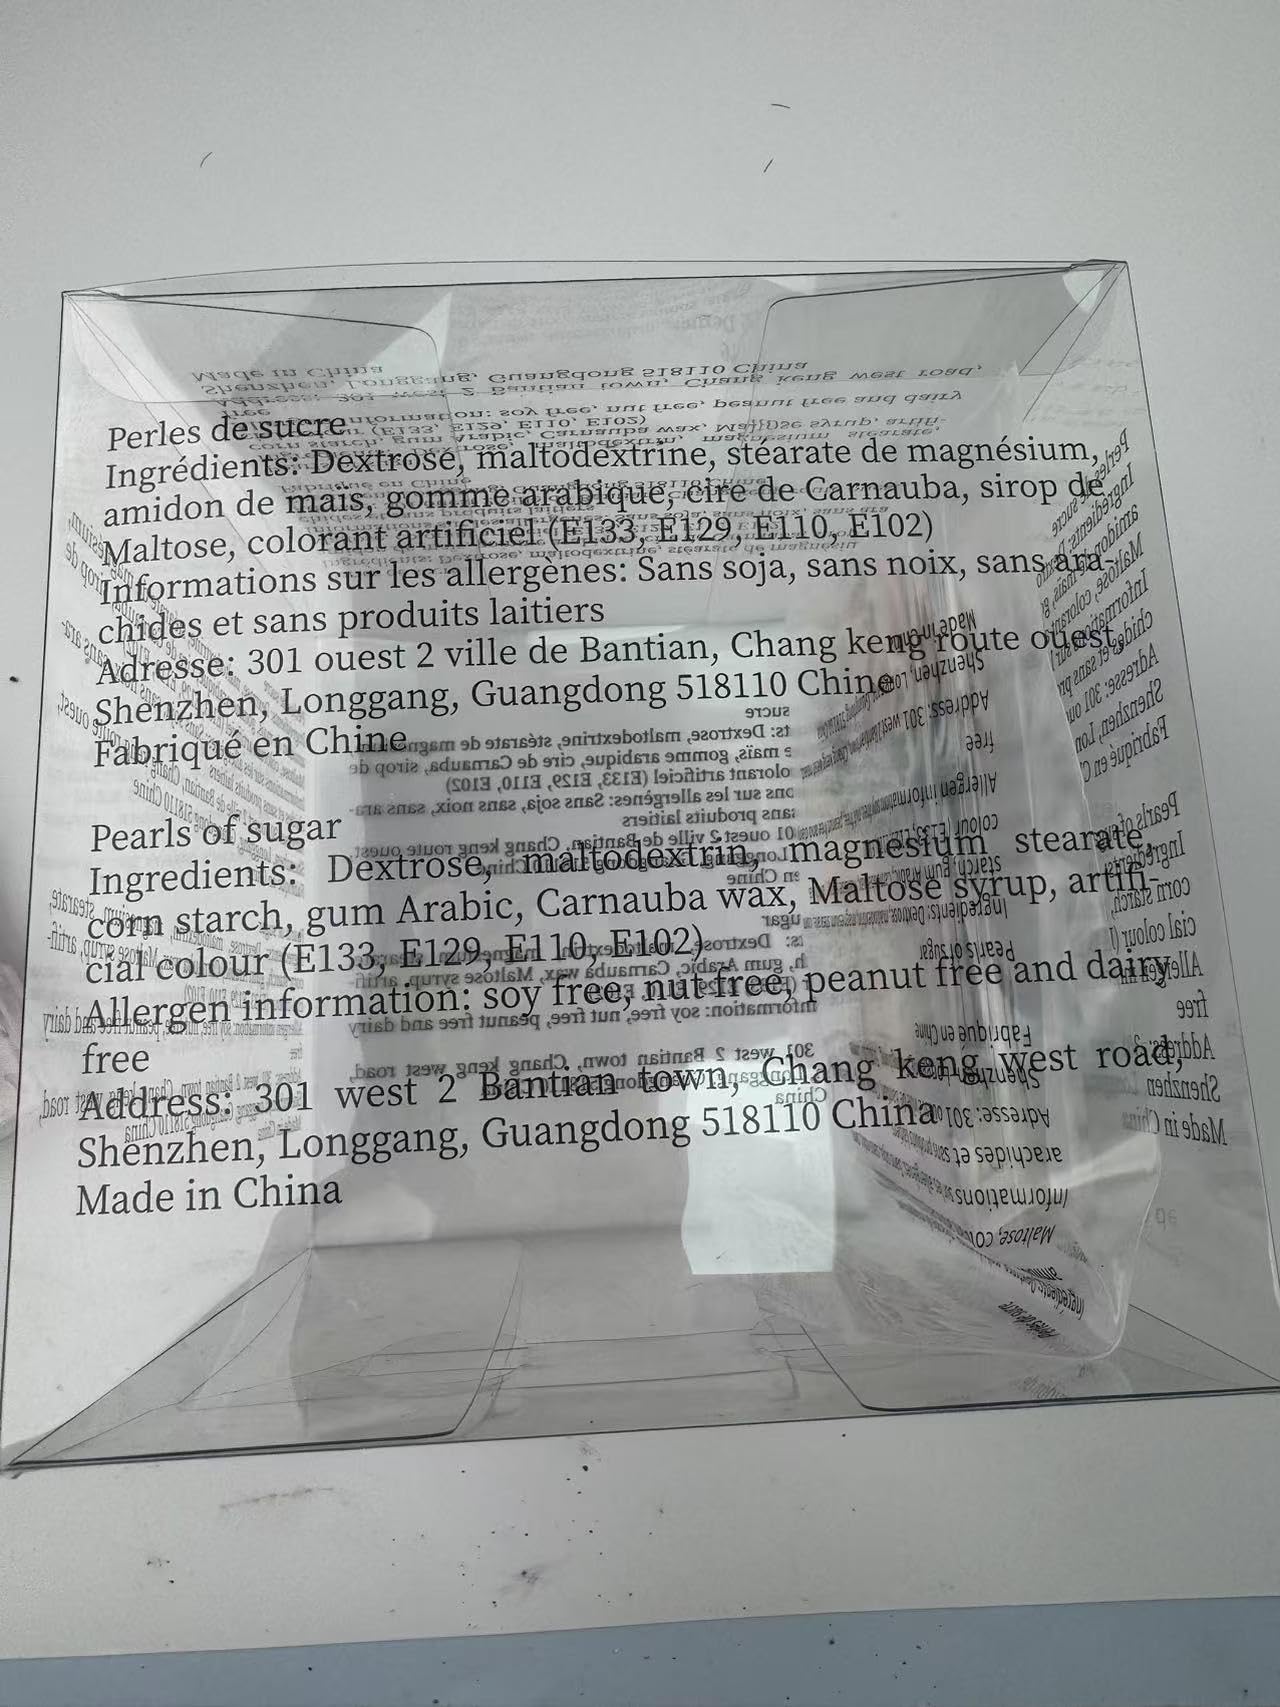 Perles de sucre
Ingrédients: Dextrose, maltodextrine, stéarate de magnésium,
amidon de maïs, gomme arabique, cire de Carnauba, sirop de
Maltose, colorant artificiel (E133, E129, E110, E102)
Informations sur les allergènes: Sans soja, sans noix, sans ara-
chides et sans produits laitiers
Adresse: 301 ouest 2 ville de Bantian, Chang keng route ouest,
Shenzhen, Longgang, Guangdong 518110 Chine
Fabriqué en Chine
Pearls of sugar
Ingredients: Dextrose, maltodextrin, magnesium stearate,
corn starch, gum Arabic, Carnauba wax, Maltose syrup, artifi-
cial colour (E133, E129, E110, E102)
Allergen information: soy free, nut free, peanut free and dairy
free
Address: 301 west 2 Bantian town, Chang keng west road,
Shenzhen, Longgang, Guangdong 518110 China
Made in China